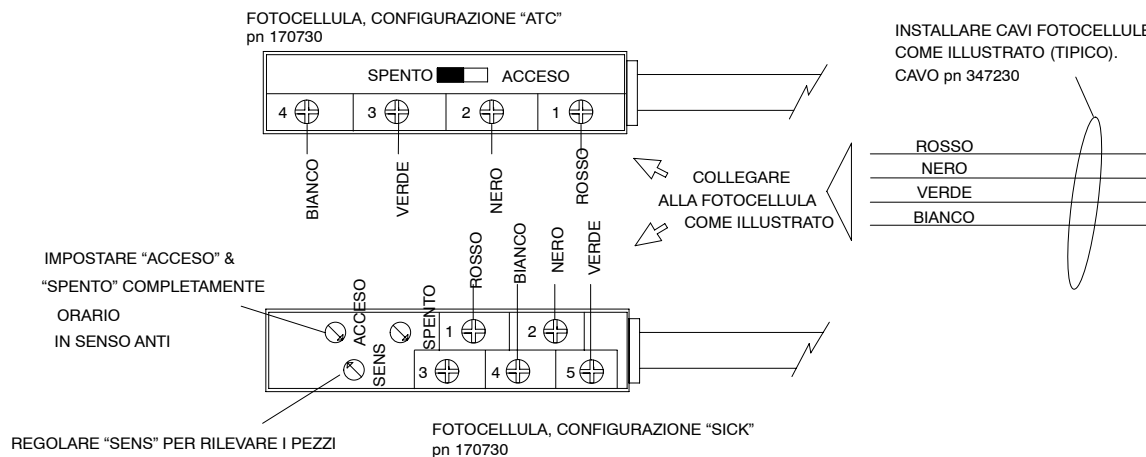 FOTOCELLULA, CONFIGURAZIONE “ATC”
pn 170730
INSTALLARE CAVI FOTOCELLULE
COME ILLUSTRATO (TIPICO).
CAVO pn 347230
SPENTO ACCESO
4 3 2 1
BIANCO
VERDE
NERO
ROSSO
COLLEGARE
ALLA FOTOCELLULA
COME ILLUSTRATO
ROSSO
NERO
VERDE
BIANCO
IMPOSTARE “ACCESO” &
“SPENTO” COMPLETAMENTE
ORARIO
IN SENSO ANTI
ROSSO
BIANCO
NERO
VERDE
ACCESO
SPENTO
SENS
1 2
3 4 5
REGOLARE “SENS” PER RILEVARE I PEZZI
FOTOCELLULA, CONFIGURAZIONE “SICK”
pn 170730